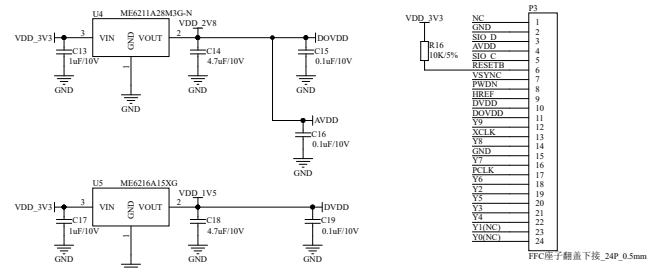 U4 ME6211A28M3G-N
VDD_3V3 3 VIN GND VOUT 2 VDD_2V8 DOVDD
1
C13
1uF/10V
C14
4.7uF/10V
C15
0.1uF/10V
GND GND GND GND
AVDD
C16
0.1uF/10V
GND
U5 ME6216A15XG
VDD_3V3 3 VIN GND VOUT 2 VDD_1V5 DVDD
1
C17
1uF/10V
C18
4.7uF/10V
C19
0.1uF/10V
GND GND GND
VDD_3V3
R16
10K/5%
P3
NC 1
GND 2
SIO_D 3
AVDD 4
SIO_C 5
RESETB 6
VSYNC 7
PWDN 8
HREF 9
DVDD 10
DOVDD 11
Y9 12
XCLK 13
Y8 14
GND 15
Y7 16
PCLK 17
Y6 18
Y2 19
Y5 20
Y3 21
Y4 22
Y1(NC) 23
Y0(NC) 24
FFC座子翻盖下接_24P_0.5mm